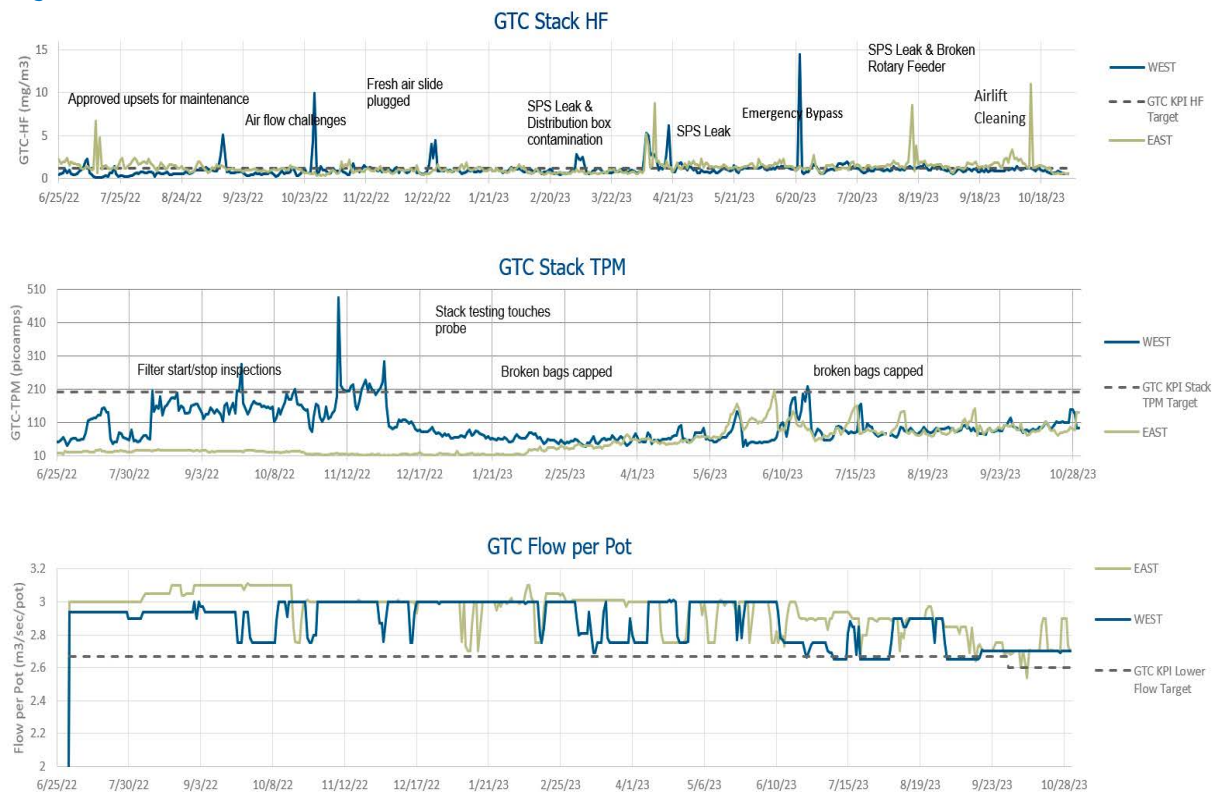 GTC Stack HF
GTC-HF (mg/m3)
15
10
5
0
Approved upsets for maintenance
Air flow challenges
Fresh air slide
plugged
SPS Leak &
Distribution box
contamination
SPS Leak
Emergency Bypass
SPS Leak & Broken
Rotary Feeder
Airlift
Cleaning
WEST
GTC KPI HF
Target
EAST
6/25/22 7/25/22 8/24/22 9/23/22 10/23/22 11/22/22 12/22/22 1/21/23 2/20/23 3/22/23 4/21/23 5/21/23 6/20/23 7/20/23 8/19/23 9/18/23 10/18/23
GTC Stack TPM
GTC-TPM (picoamps)
510
410
310
210
110
10
Filter start/stop inspections
Stack testing touches
probe
Broken bags capped
broken bags capped
WEST
GTC KPI Stack
TPM Target
EAST
6/25/22 7/30/22 9/3/22 10/8/22 11/12/22 12/17/22 1/21/23 2/25/23 4/1/23 5/6/23 6/10/23 7/15/23 8/19/23 9/23/23 10/28/23
GTC Flow per Pot
Flow per Pot (m3/sec/pot)
3.2
3
2.8
2.6
2.4
2.2
2
EAST
WEST
GTC KPI Lower
Flow Target
6/25/22 7/30/22 9/3/22 10/8/22 11/12/22 12/17/22 1/21/23 2/25/23 4/1/23 5/6/23 6/10/23 7/15/23 8/19/23 9/23/23 10/28/23